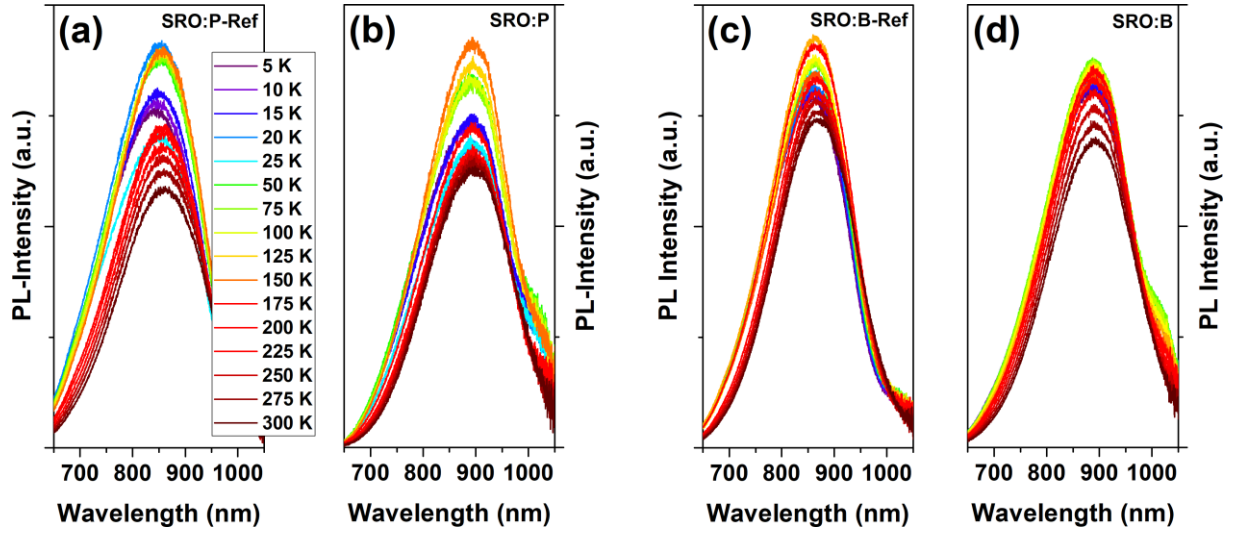 (a)
SRO:P-Ref
5 K
10 K
15 K
20 K
25 K
50 K
75 K
100 K
125 K
150 K
175 K
200 K
225 K
250 K
275 K
300 K
PL-Intensity (a.u.)
700 800 900 1000
Wavelength (nm)
(b)
SRO:P
PL-Intensity (a.u.)
700 800 900 1000
Wavelength (nm)
(c)
SRO:B-Ref
PL Intensity (a.u.)
700 800 900 1000
Wavelength (nm)
(d)
SRO:B
PL Intensity (a.u.)
700 800 900 1000
Wavelength (nm)